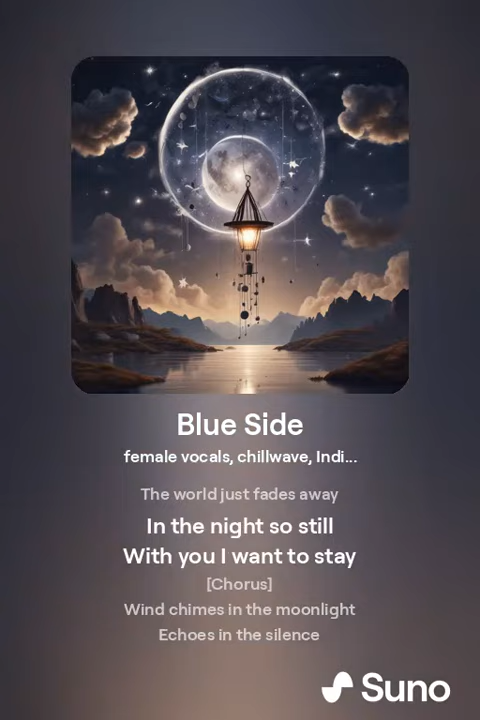 Blue Side
female vocals, chillwave, Indi...
The world just fades away
In the night so still
With you I want to stay
[Chorus]
Wind chimes in the moonlight
Echoes in the silence
Suno